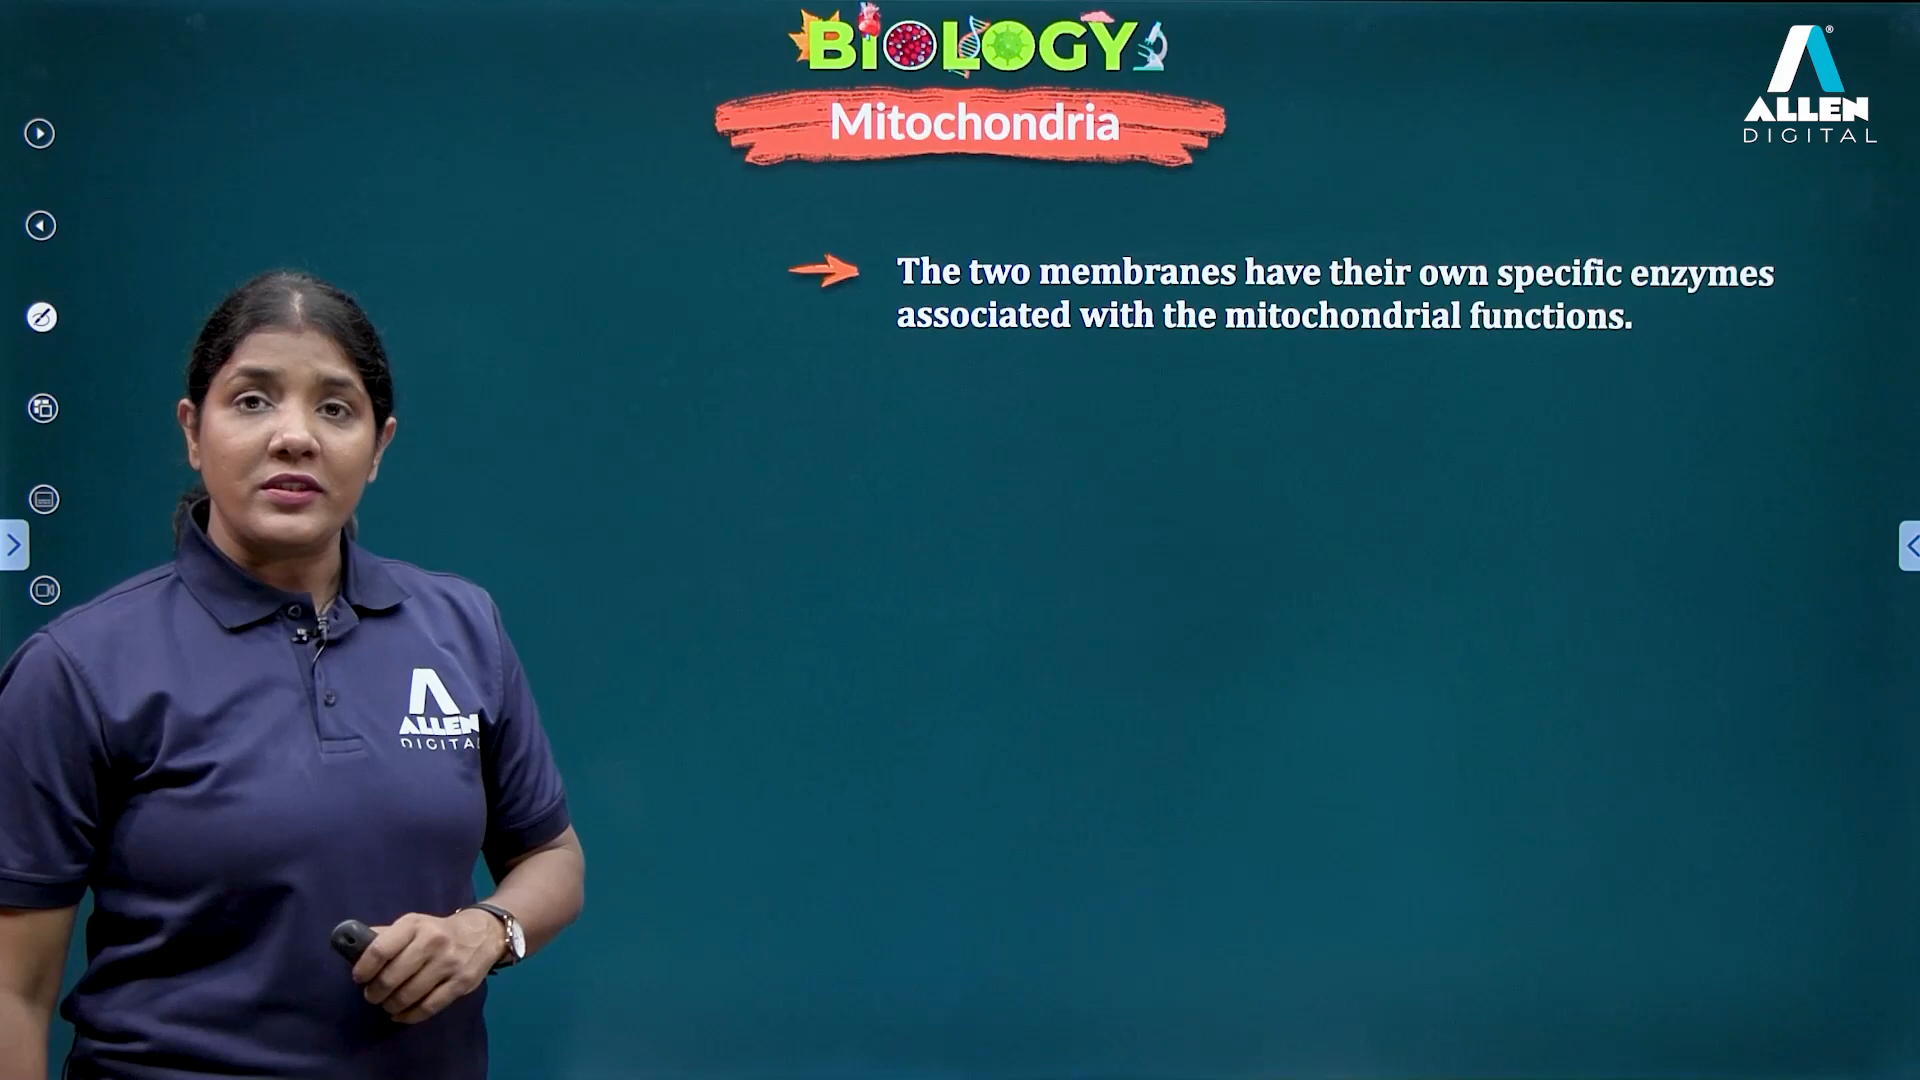 BIOLOGY
Mitochondria
ALLEN
DIGITAL
The two membranes have their own specific enzymes
associated with the mitochondrial functions.
ALLEN
DIGITAL